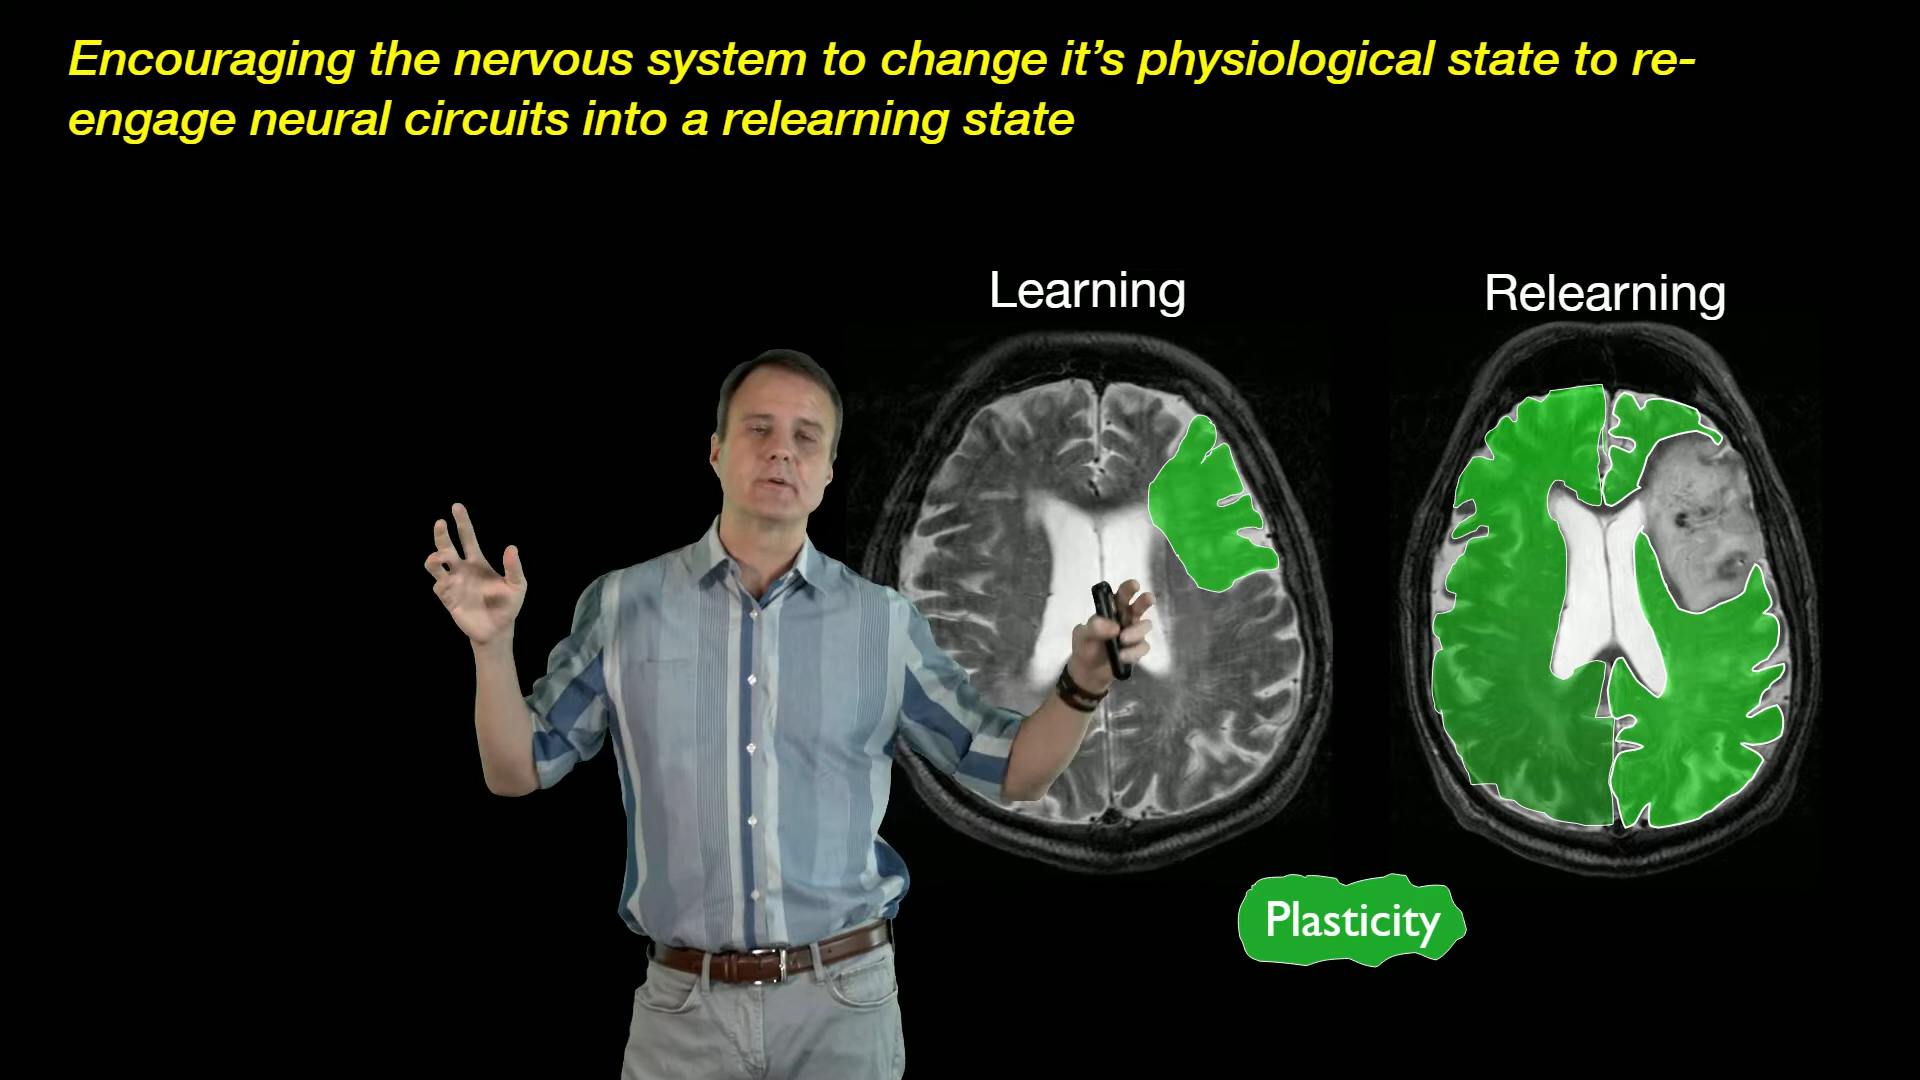 Encouraging the nervous system to change it’s physiological state to re-
engage neural circuits into a relearning state
Learning
Relearning
Plasticity